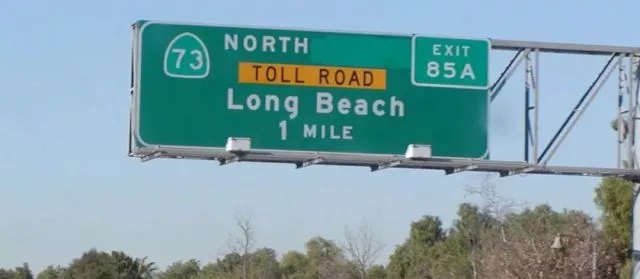 73 NORTH
TOLL ROAD
Long Beach
1 MILE
EXIT
85A